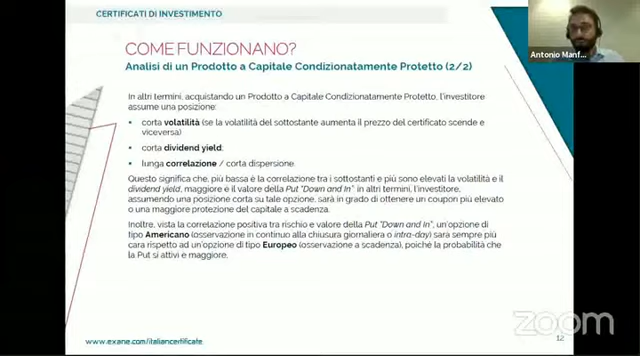 CERTIFICATI DI INVESTIMENTO
COME FUNZIONANO?
Analisi di un Prodotto a Capitale Condizionatamente Protetto (2/2)
In altri termini, acquistando un Prodotto a Capitale Condizionatamente Protetto, l'investitore
assume una posizione:
• corta volatilità (se la volatilità del sottostante aumenta il prezzo del certificato scende e
viceversa)
• corta dividend yield;
• lunga correlazione / corta dispersione.
Questo significa che, più bassa è la correlazione tra i sottostanti e più sono elevati la volatilità e il
dividend yield, maggiore è il valore della Put "Down and In": in altri termini, l'investitore,
assumendo una posizione corta su tale opzione, sarà in grado di ottenere un coupon più elevato
o una maggiore protezione del capitale a scadenza.
Inoltre, vista la correlazione positiva tra rischio e valore della Put "Down and In", un'opzione di
tipo Americano (osservazione in continuo alla chiusura giornaliera o intra-day) sarà sempre più
cara rispetto ad un'opzione di tipo Europeo (osservazione a scadenza), poiché la probabilità che
la Put si attivi è maggiore.
www.exane.com/italiancertificate
12
Antonio Manf...
zoom